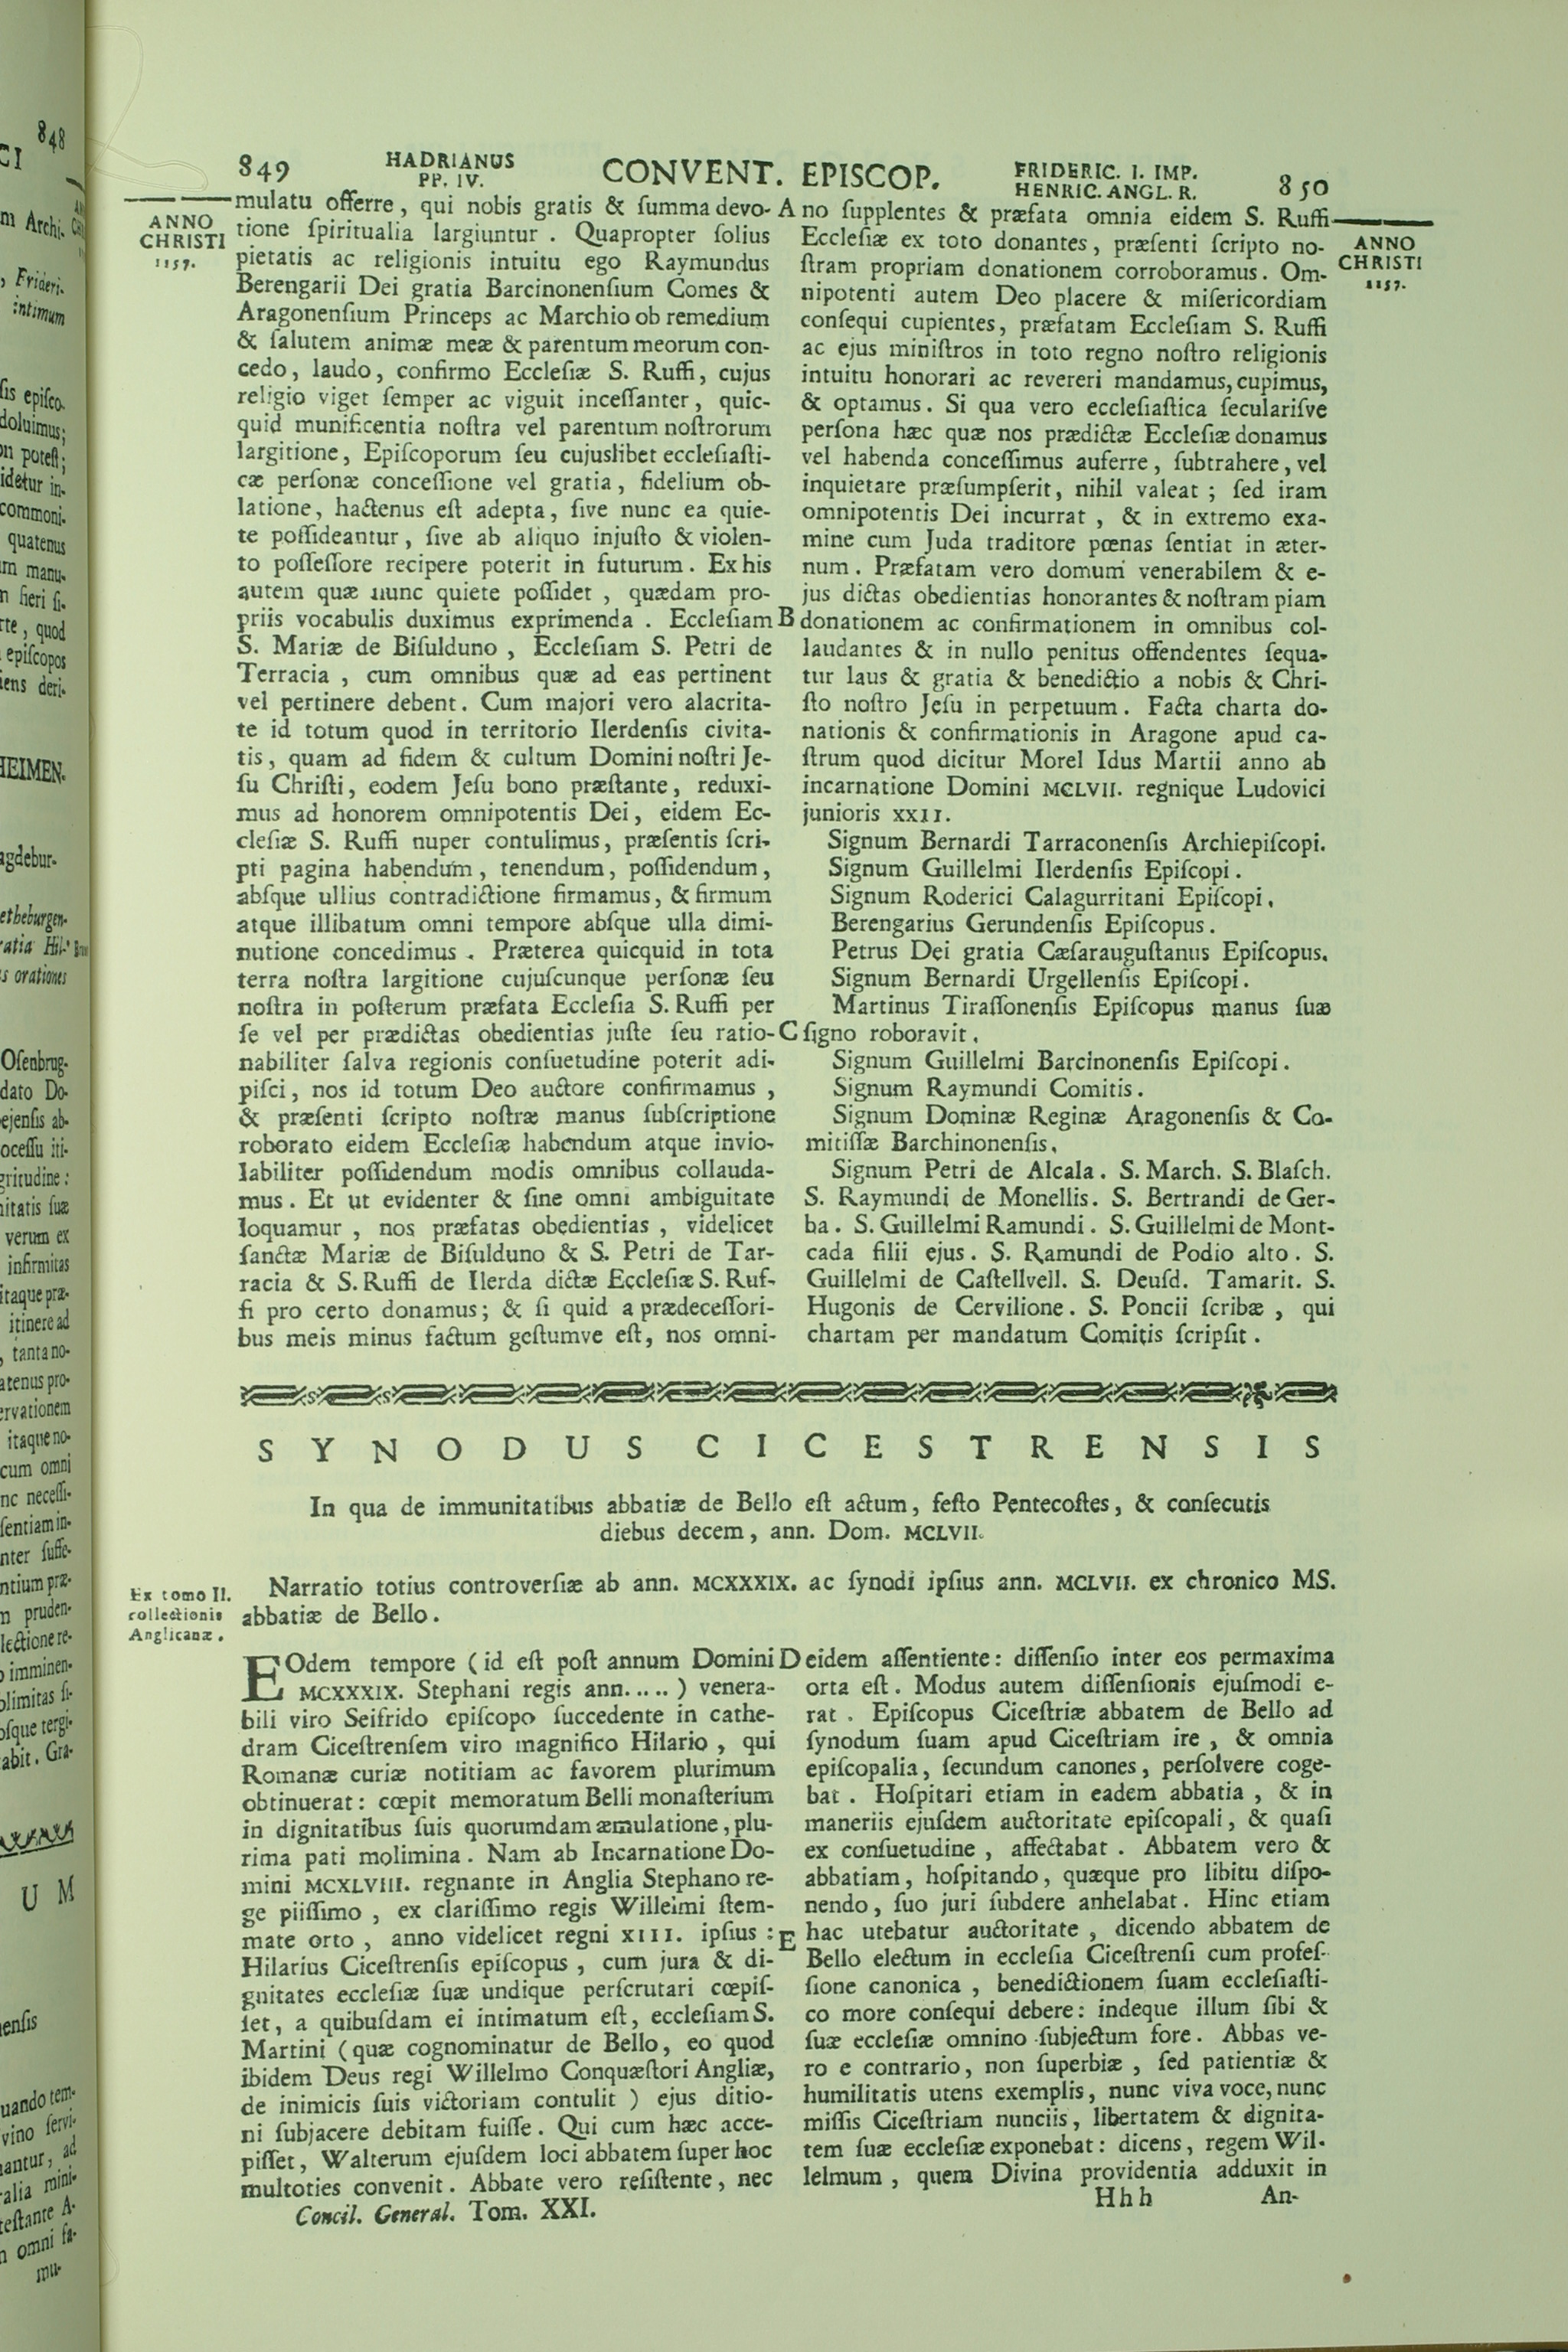 849
HADRIANUS
PP. IV.
CONVENT. EPISCOP.
FRIDERIC. I. IMP.
HENRIC. ANGL. R.
850
ANNO
CHRISTI
1157.
mulatu offerre, qui nobis gratis & ſumma devo-
tione ſpiritualia largiuntur. Quapropter ſolius
pietatis ac religionis intuitu ego Raymundus
Berengarii Dei gratia Barcinonenſium Comes &
Aragonenſium Princeps ac Marchio ob remedium
& ſalutem animæ meæ & parentum meorum con-
cedo, laudo, confirmo Eccleſiæ S. Ruffi, cujus
religio viget ſemper ac viguit inceſſanter, quic-
quid munificentia noſtra vel parentum noſtrorum
largitione, Epiſcoporum ſeu cujuslibet eccleſiaſti-
cæ perſonæ conceſſione vel gratia, fidelium ob-
latione, hactenus eſt adepta, ſive nunc ea quie-
te poſſideantur, ſive ab aliquo injuſto & violen-
to poſſeſſore recipere poterit in futurum. Ex his
autem quæ nunc quiete poſſidet, quædam pro-
priis vocabulis duximus exprimenda. Eccleſiam
S. Mariæ de Biſulduno, Eccleſiam S. Petri de
Terracia, cum omnibus quæ ad eas pertinent
vel pertinere debent. Cum majori vero alacrita-
te id totum quod in territorio Ilerdenſis civita-
tis, quam ad fidem & cultum Domini noſtri Je-
ſu Chriſti, eodem Jeſu bono præſtante, reduxi-
mus ad honorem omnipotentis Dei, eidem Ec-
cleſiæ S. Ruffi nuper contulimus, præſentis ſcri-
pti pagina habendum, tenendum, poſſidendum,
abſque ullius contradictione firmamus, & firmum
atque illibatum omni tempore abſque ulla dimi-
nutione concedimus. Præterea quicquid in tota
terra noſtra largitione cujuſcunque perſonæ ſeu
noſtra in poſterum præfata Eccleſia S. Ruffi per
ſe vel per prædictas obedientias juſte ſeu ratio-
nabiliter ſalva regionis conſuetudine poterit adi-
piſci, nos id totum Deo auctore confirmamus,
& præſenti ſcripto noſtræ manus ſubſcriptione
roborato eidem Eccleſiæ habendum atque invio-
labiliter poſſidendum modis omnibus collauda-
mus. Et ut evidenter & ſine omni ambiguitate
loquamur, nos præfatas obedientias, videlicet
ſanctæ Mariæ de Biſulduno & S. Petri de Tar-
racia & S. Ruffi de Ilerda dictæ Eccleſiæ S. Ruf-
fi pro certo donamus; & ſi quid a prædeceſſori-
bus meis minus factum geſtumve eſt, nos omni-
A
B
C
no ſupplentes & præfata omnia eidem S. Ruffi
Eccleſiæ ex toto donantes, præſenti ſcripto no-
ſtram propriam donationem corroboramus. Om-
nipotenti autem Deo placere & miſericordiam
conſequi cupientes, præfatam Eccleſiam S. Ruffi
ac ejus miniſtros in toto regno noſtro religionis
intuitu honorari ac revereri mandamus, cupimus,
& optamus. Si qua vero eccleſiaſtica ſeculariſve
perſona hæc quæ nos prædictæ Eccleſiæ donamus
vel habenda conceſſimus auferre, ſubtrahere, vel
inquietare præſumpſerit, nihil valeat; ſed iram
omnipotentis Dei incurrat, & in extremo exa-
mine cum Juda traditore pœnas ſentiat in æter-
num. Præfatam vero domum venerabilem & e-
jus dictas obedientias honorantes & noſtram piam
donationem ac confirmationem in omnibus col-
laudantes & in nullo penitus offendentes ſequa-
tur laus & gratia & benedictio a nobis & Chri-
ſto noſtro Jeſu in perpetuum. Facta charta do-
nationis & confirmationis in Aragone apud ca-
ſtrum quod dicitur Morel Idus Martii anno ab
incarnatione Domini MCLVII. regnique Ludovici
junioris XXII.
Signum Bernardi Tarraconenſis Archiepiſcopi.
Signum Guillelmi Ilerdenſis Epiſcopi.
Signum Roderici Calagurritani Epiſcopi.
Berengarius Gerundenſis Epiſcopus.
Petrus Dei gratia Cæſarauguſtanus Epiſcopus.
Signum Bernardi Urgellenſis Epiſcopi.
Martinus Tiraſſonenſis Epiſcopus manus ſuæ
ſigno roboravit.
Signum Guillelmi Barcinonenſis Epiſcopi.
Signum Raymundi Comitis.
Signum Dominæ Reginæ Aragonenſis & Co-
mitiſſæ Barchinonenſis.
Signum Petri de Alcala. S. March. S. Blaſch.
S. Raymundi de Monellis. S. Bertrandi de Ger-
ba. S. Guillelmi Ramundi. S. Guillelmi de Mont-
cada filii ejus. S. Ramundi de Podio alto. S.
Guillelmi de Caſtellvell. S. Deuſd. Tamarit. S.
Hugonis de Cervilione. S. Poncii ſcribæ, qui
chartam per mandatum Comitis ſcripſit.
ANNO
CHRISTI
1157.
SYNODUS CICESTRENSIS
In qua de immunitatibus abbatiæ de Bello eſt actum, feſto Pentecoſtes, & conſecutis
diebus decem, ann. Dom. MCLVII.
Ex tomo II.
collectionis
Anglicanæ.
Narratio totius controverſiæ ab ann. MCXXXIX. ac ſynodi ipſius ann. MCLVII. ex chronico MS.
abbatiæ de Bello.
EOdem tempore (id eſt poſt annum Domini
MCXXXIX. Stephani regis ann.....) venera-
bili viro Seifrido epiſcopo ſuccedente in cathe-
dram Ciceſtrenſem viro magnifico Hilario, qui
Romanæ curiæ notitiam ac favorem plurimum
obtinuerat: cœpit memoratum Belli monaſterium
in dignitatibus ſuis quorumdam æmulatione, plu-
rima pati molimina. Nam ab Incarnatione Do-
mini MCXLVIII. regnante in Anglia Stephano re-
ge piiſſimo, ex clariſſimo regis Willelmi ſtem-
mate orto, anno videlicet regni XIII. ipſius:
Hilarius Ciceſtrenſis epiſcopus, cum jura & di-
gnitates eccleſiæ ſuæ undique perſcrutari cœpiſ-
ſet, a quibuſdam ei intimatum eſt, eccleſiam S.
Martini (quæ cognominatur de Bello, eo quod
ibidem Deus regi Willelmo Conquæſtori Angliæ,
de inimicis ſuis victoriam contulit) ejus ditio-
ni ſubjacere debitam fuiſſe. Qui cum hæc acce-
piſſet, Walterum ejuſdem loci abbatem ſuper hoc
multoties convenit. Abbate vero reſiſtente, nec
D
E
eidem aſſentiente: diſſenſio inter eos permaxima
orta eſt. Modus autem diſſenſionis ejuſmodi e-
rat. Epiſcopus Ciceſtriæ abbatem de Bello ad
ſynodum ſuam apud Ciceſtriam ire, & omnia
epiſcopalia, ſecundum canones, perſolvere coge-
bat. Hoſpitari etiam in eadem abbatia, & in
maneriis ejuſdem auctoritate epiſcopali, & quaſi
ex conſuetudine, affectabat. Abbatem vero &
abbatiam, hoſpitando, quæque pro libitu diſpo-
nendo, ſuo juri ſubdere anhelabat. Hinc etiam
hac utebatur auctoritate, dicendo abbatem de
Bello electum in eccleſia Ciceſtrenſi cum profeſ-
ſione canonica, benedictionem ſuam eccleſiaſti-
co more conſequi debere: indeque illum ſibi &
ſuæ eccleſiæ omnino ſubjectum fore. Abbas ve-
ro e contrario, non ſuperbiæ, ſed patientiæ &
humilitatis utens exemplis, nunc viva voce, nunc
miſſis Ciceſtriam nunciis, libertatem & dignita-
tem ſuæ eccleſiæ exponebat: dicens, regem Wil-
lelmum, quem Divina providentia adduxit in
Concil. General. Tom. XXI.
Hhh
An-